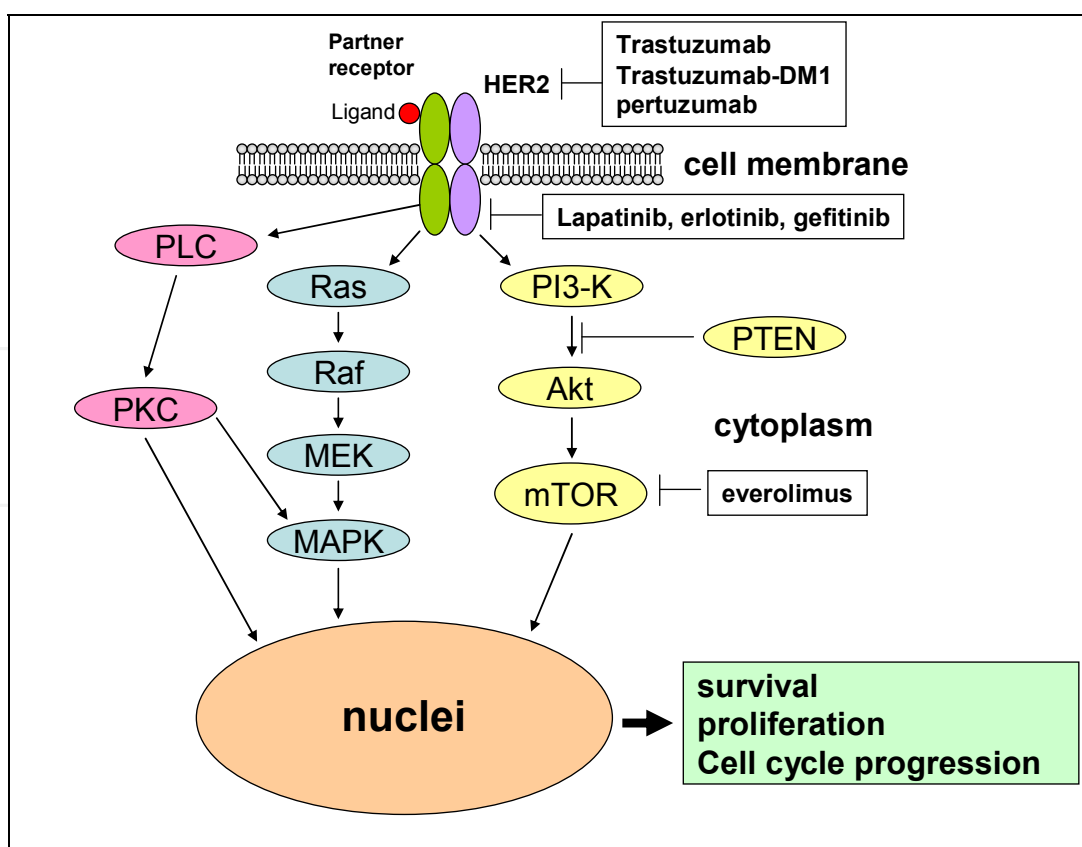 Partner
receptor
HER2
Trastuzumab
Trastuzumab-DM1
pertuzumab
Ligand
cell membrane
Lapatinib, erlotinib, gefitinib
PLC
Ras
PI3-K
PTEN
Raf
Akt
PKC
cytoplasm
MEK
mTOR
everolimus
MAPK
nuclei
survival
proliferation
Cell cycle progression